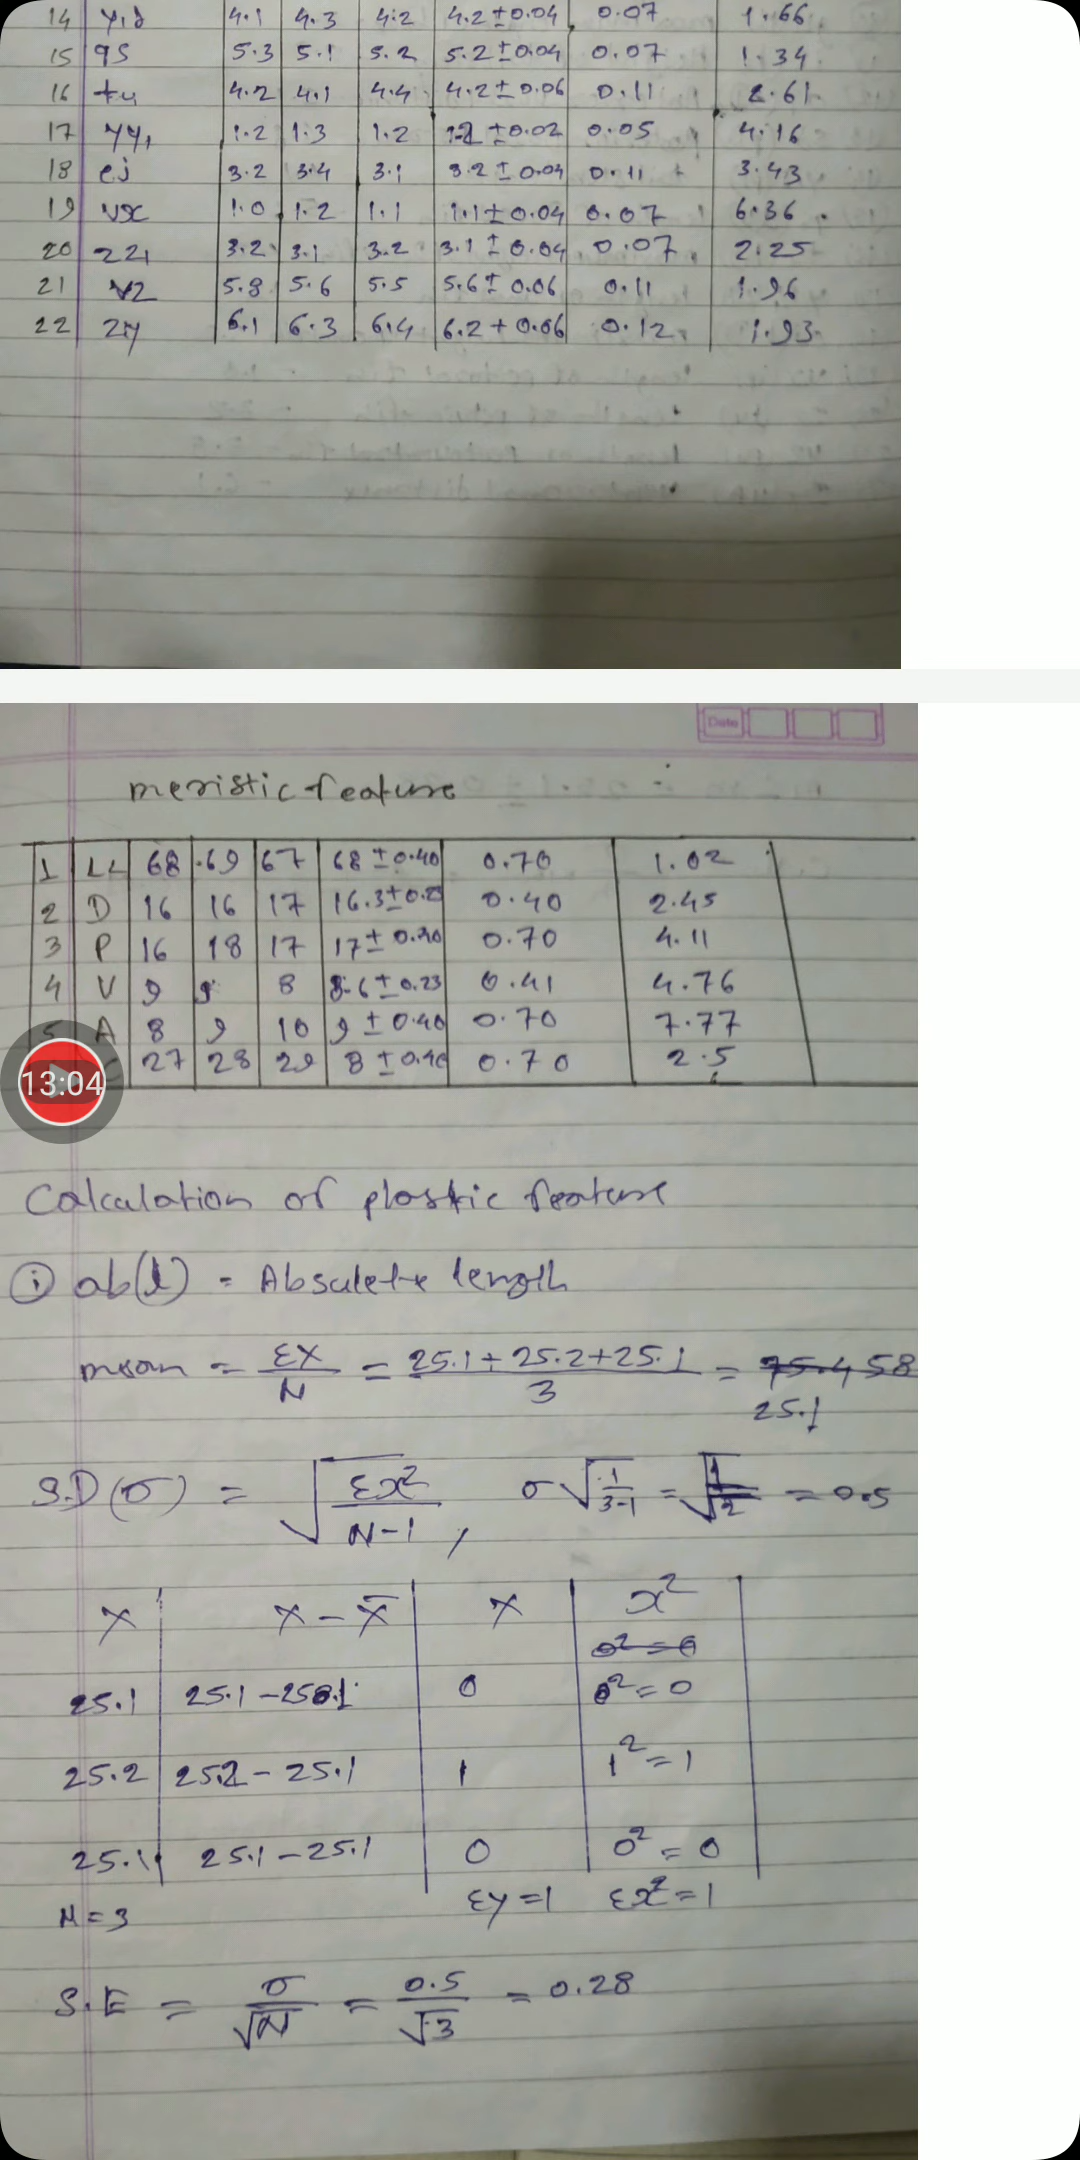 14 y,d 4.1 4.3 4.2 4.2±0.04 0.07 1.66
15 qs 5.3 5.1 5.2 5.2±0.04 0.07 1.34
16 tu 4.2 4.1 4.4 4.2±0.06 0.11 2.61
17 yy, 1.2 1.3 1.2 1.2±0.02 0.05 4.16
18 ej 3.2 3.4 3.1 3.2±0.04 0.11 3.43
19 vx 1.0 1.2 1.1 1.1±0.04 0.07 6.36
20 zz, 3.2 3.1 3.2 3.1±0.04 0.07 2.25
21 vz 5.8 5.6 5.5 5.6±0.06 0.11 1.96
22 zy 6.1 6.3 6.4 6.2+0.06 0.12 1.93
Date
meristic feature
1 LL 68 69 67 68±0.40 0.70 1.02
2 D 16 16 17 16.3±0.23 0.40 2.45
3 P 16 18 17 17±0.40 0.70 4.11
4 V 9 9 8 8.6±0.23 0.41 4.76
5 A 8 9 10 9±0.40 0.70 7.77
27 28 29 8±0.40 0.70 2.5
13:04
Calculation of plastic feature
① ab(l) = Absulete length
mean = ΣX/N = 25.1+25.2+25.1/3 = 75.4 58
25.1
S.D(σ) = √Σx²/N-1, σ√1/3-1 = √1/2 = 0.5
X X-X̄ x x²
0²=0
25.1 25.1-25.1 0 0²=0
25.2 25.2-25.1 1 1²=1
25.1 25.1-25.1 0 0²=0
N=3 Σy=1 Σx²=1
S.E = σ/√N = 0.5/√3 = 0.28